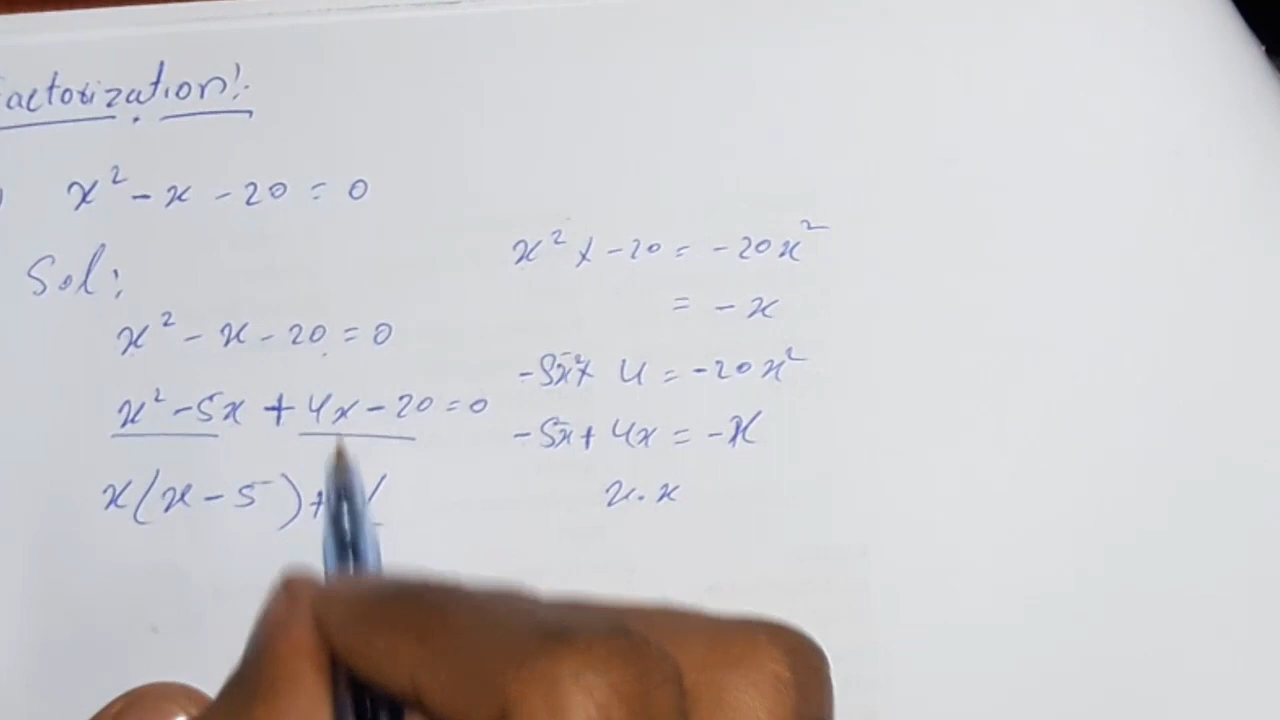 actorization:
x² - x - 20 = 0
Sol:
x² - x - 20 = 0
x² - 5x + 4x - 20 = 0
x(x - 5) +
x² × -20 = -20x²
= -x
× 4 = -20x²
-5x + 4x = -x
x . x